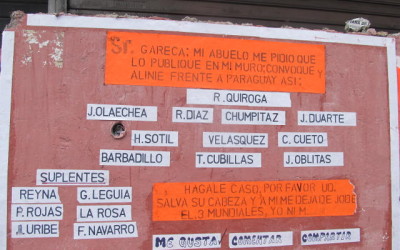 Sr. GARECA: MI ABUELO ME PIDIO QUE
LO PUBLIQUE EN MI MURO: CONVOQUE Y
ALINIE FRENTE A PARAGUAY ASI:
R. QUIROGA
J. OLAECHEA R. DIAZ CHUMPITAZ J. DUARTE
H. SOTIL VELASQUEZ C. CUETO
BARBADILLO T. CUBILLAS J. OBLITAS
SUPLENTES
REYNA G. LEGUIA
P. ROJAS LA ROSA
J. URIBE F. NAVARRO
HAGALE CASO, POR FAVOR UD.
SALVA SU CABEZA Y A MI ME DEJA DE JODE
EL 3 MUNDIALES, YO NI M
ME GUSTA COMENTAR COMPARTIR